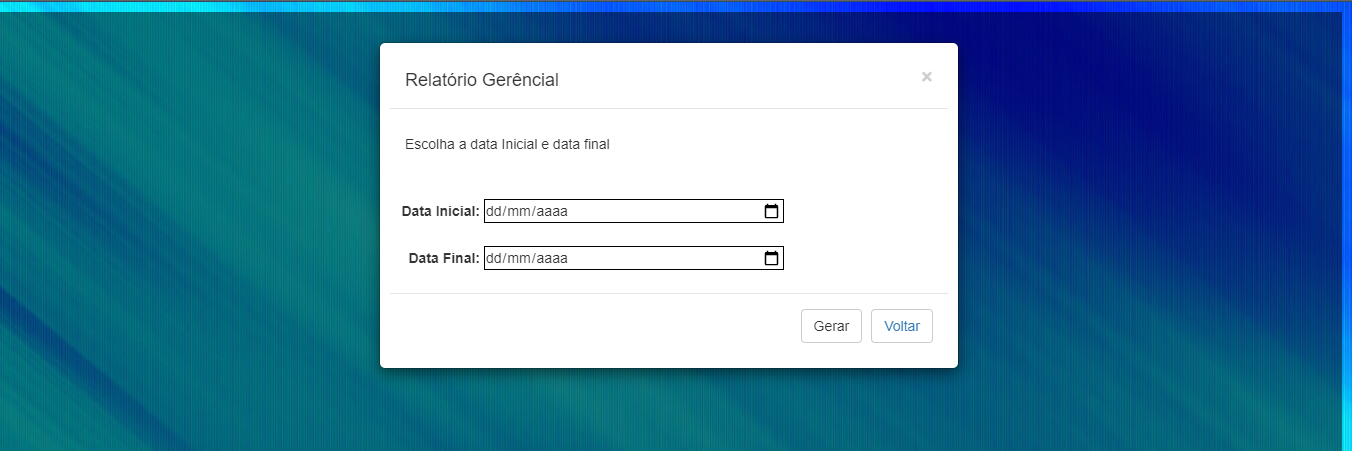 Relatório Gerêncial ×
Escolha a data Inicial e data final
Data Inicial: dd/mm/aaaa
Data Final: dd/mm/aaaa
Gerar Voltar